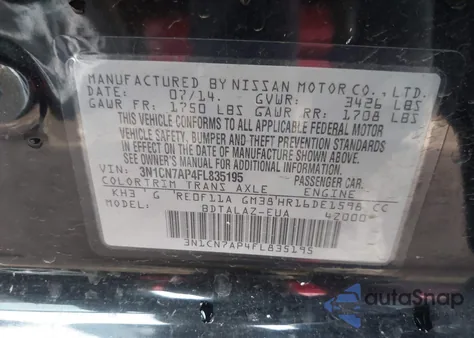 MANUFACTURED BY NISSAN MOTOR CO., LTD.
DATE: 07/14. GVWR: 3426 LBS
GAWR FR: 1750 LBS GAWR RR: 1708 LBS
THIS VEHICLE CONFORMS TO ALL APPLICABLE FEDERAL MOTOR
VEHICLE SAFETY, BUMPER AND THEFT PREVENTION STANDARDS
IN EFFECT ON THE DATE OF MANUFACTURE SHOWN ABOVE.
SEE OWNER'S MANUAL FOR ADDITIONAL INFORMATION.
VIN: 3N1CN7AP4FL835195 PASSENGER CAR.
COLORTRIM TRANS AXLE ENGINE
KH3 G RE0F11A GM38 HR16DE1598 CC
MODEL: BDTALAZ-EUA 42000
3N1CN7AP4FL835195
autoSnap